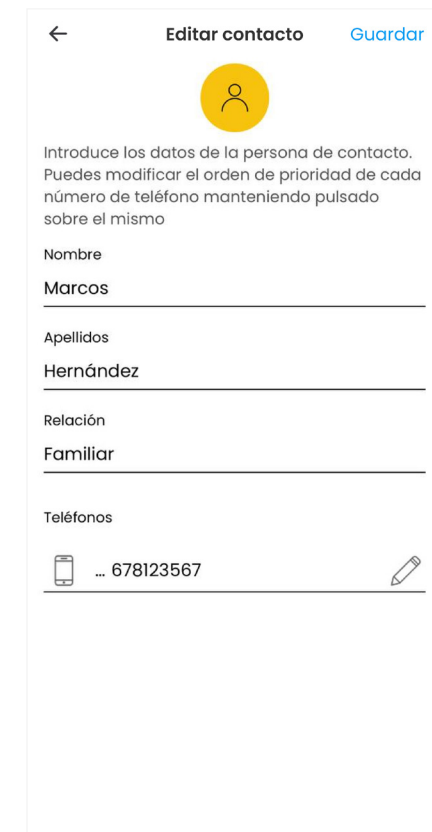 Editar contacto Guardar
Introduce los datos de la persona de contacto.
Puedes modificar el orden de prioridad de cada
número de teléfono manteniendo pulsado
sobre el mismo
Nombre
Marcos
Apellidos
Hernández
Relación
Familiar
Teléfonos
... 678123567